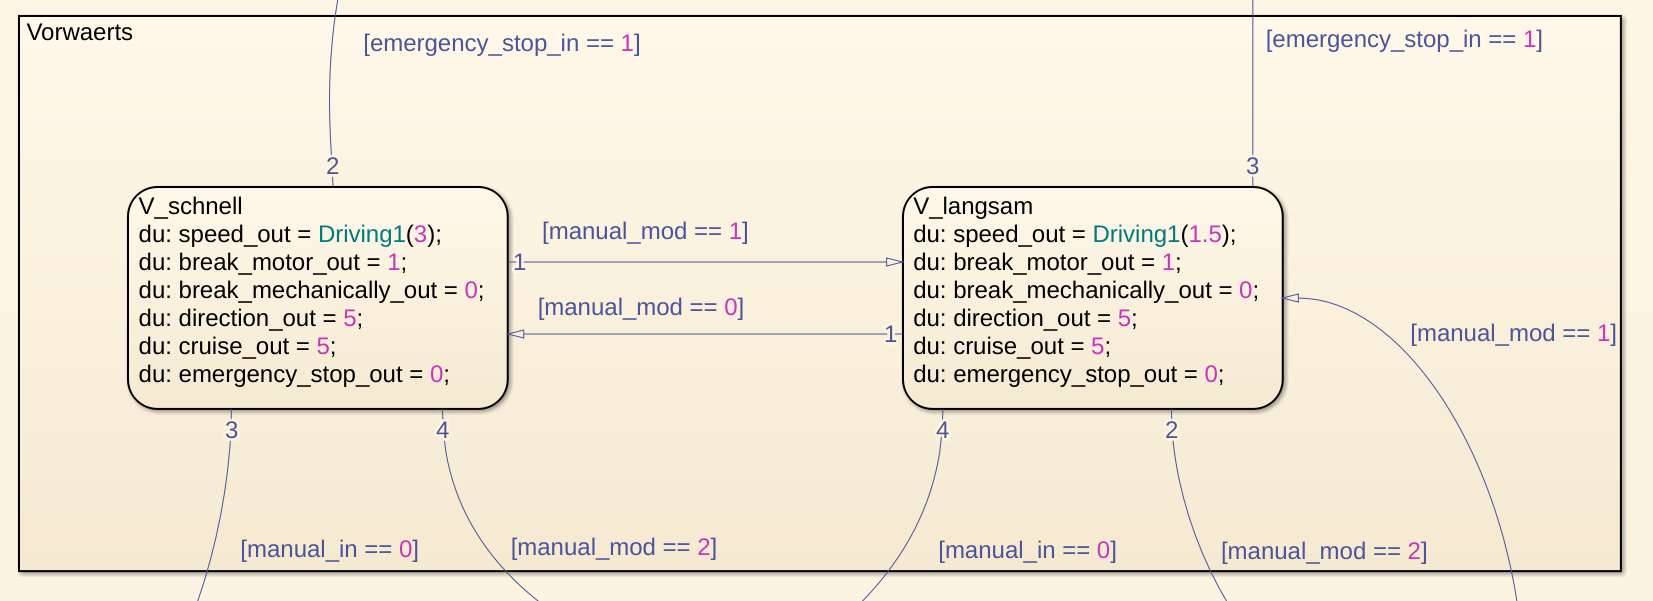 Vorwaerts
[emergency_stop_in == 1]
[emergency_stop_in == 1]
2
3
V_schnell
du: speed_out = Driving1(3);
du: break_motor_out = 1;
du: break_mechanically_out = 0;
du: direction_out = 5;
du: cruise_out = 5;
du: emergency_stop_out = 0;
[manual_mod == 1]
1
[manual_mod == 0]
1
V_langsam
du: speed_out = Driving1(1.5);
du: break_motor_out = 1;
du: break_mechanically_out = 0;
du: direction_out = 5;
du: cruise_out = 5;
du: emergency_stop_out = 0;
[manual_mod == 1]
3
4
4
2
[manual_in == 0]
[manual_mod == 2]
[manual_in == 0]
[manual_mod == 2]